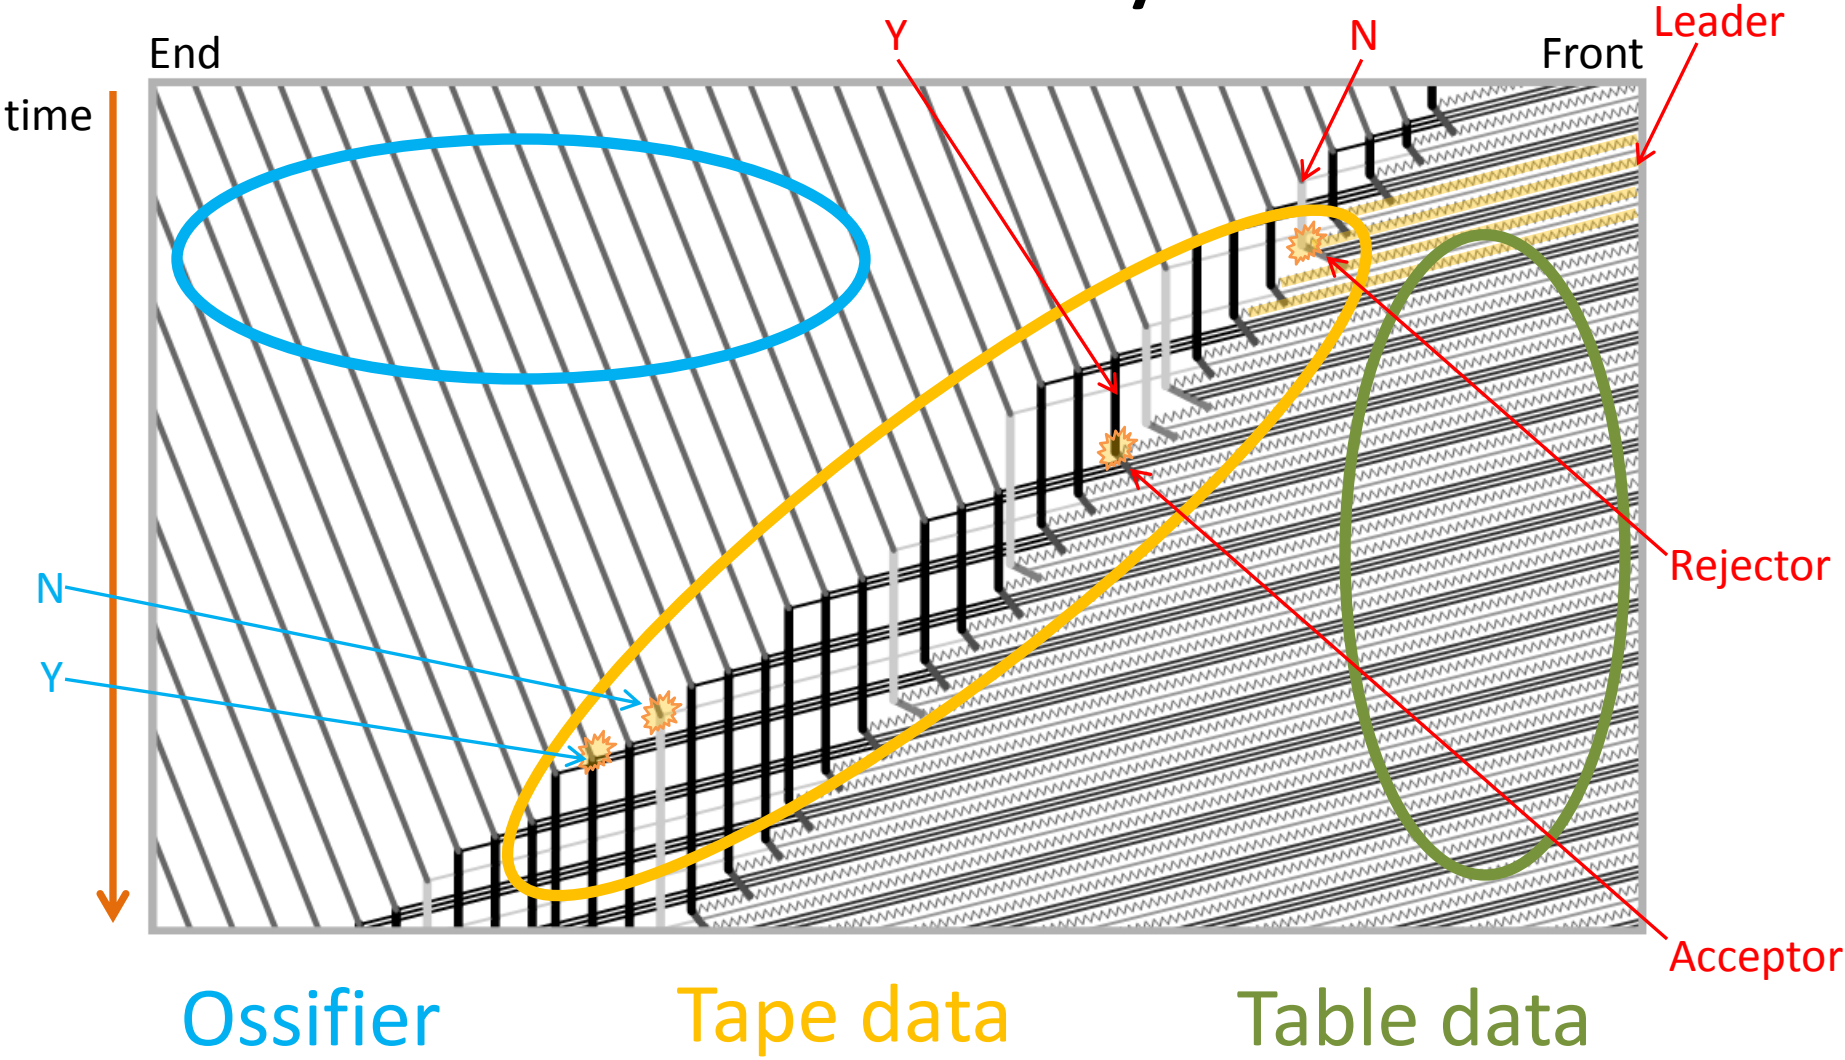 Y
N
Leader
End
Front
time
N
Y
Rejector
Acceptor
Ossifier
Tape data
Table data